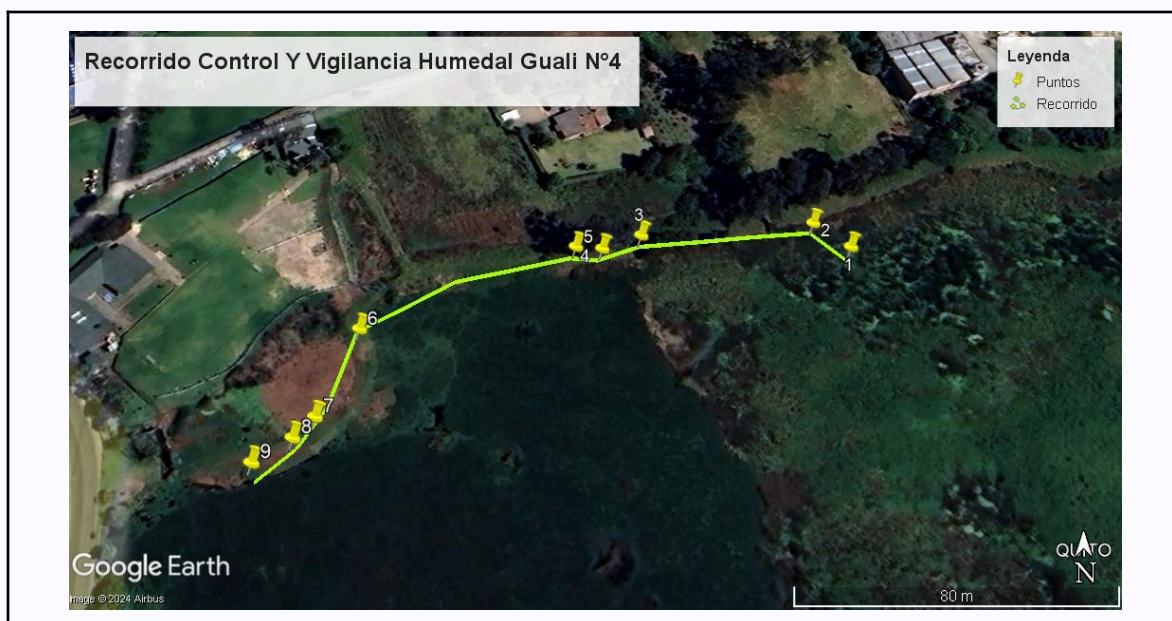 Recorrido Control Y Vigilancia Humedal Guali Nº4
Leyenda
Puntos
Recorrido
3
2
5
4
1
6
7
8
9
Google Earth
Image © 2024 Airbus
N
80 m